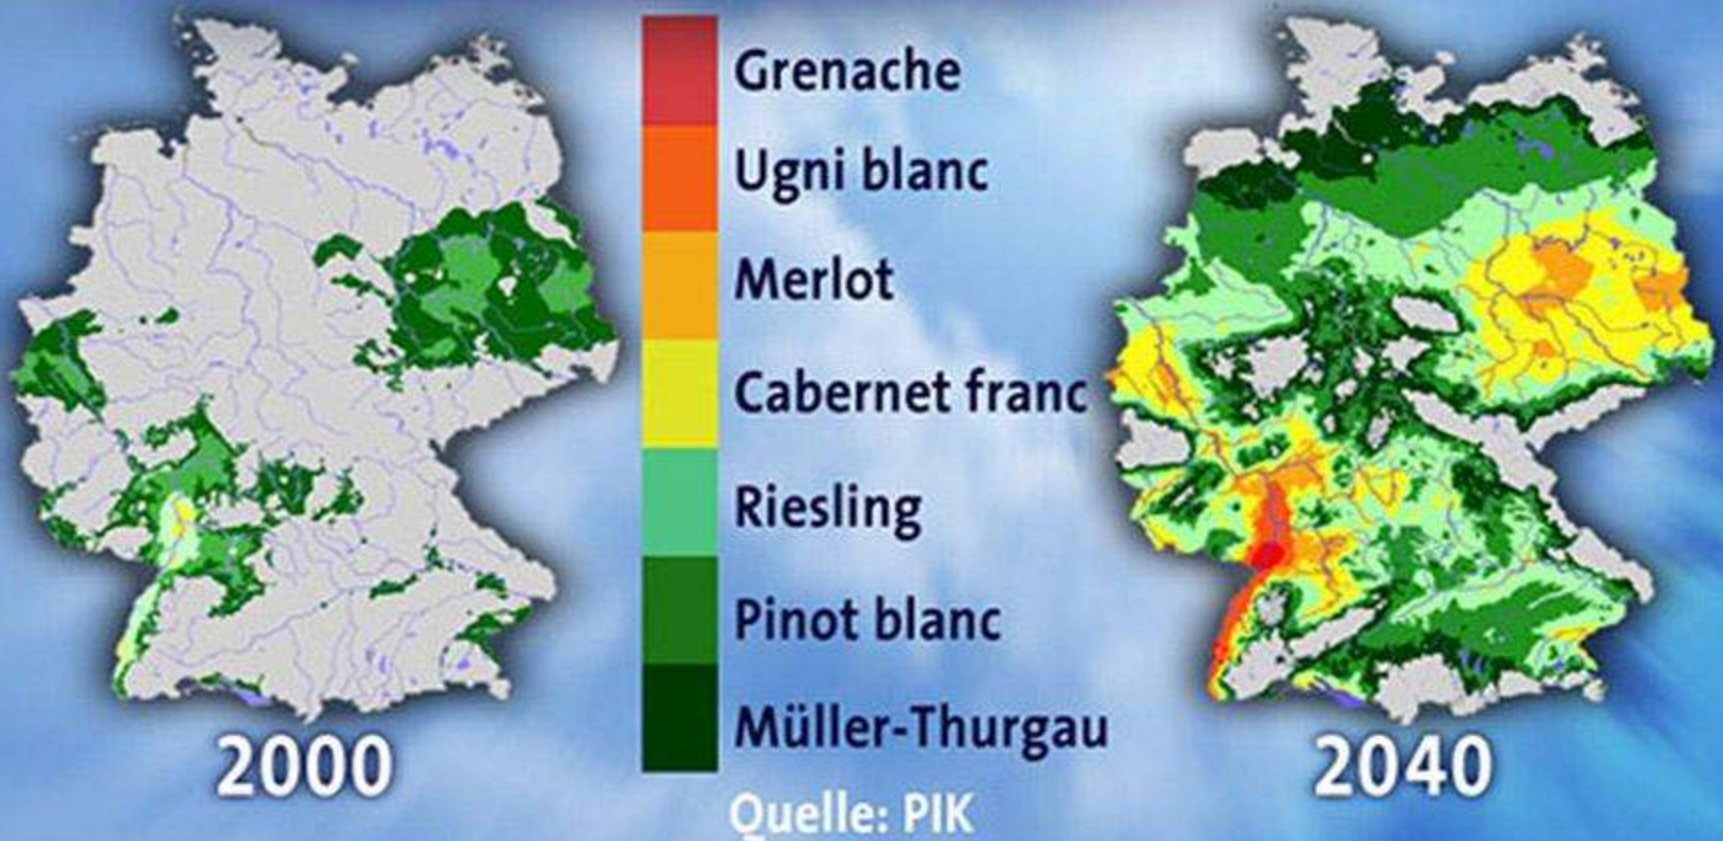 Grenache
Ugni blanc
Merlot
Cabernet franc
Riesling
Pinot blanc
Müller-Thurgau
2000
2040
Quelle: PIK